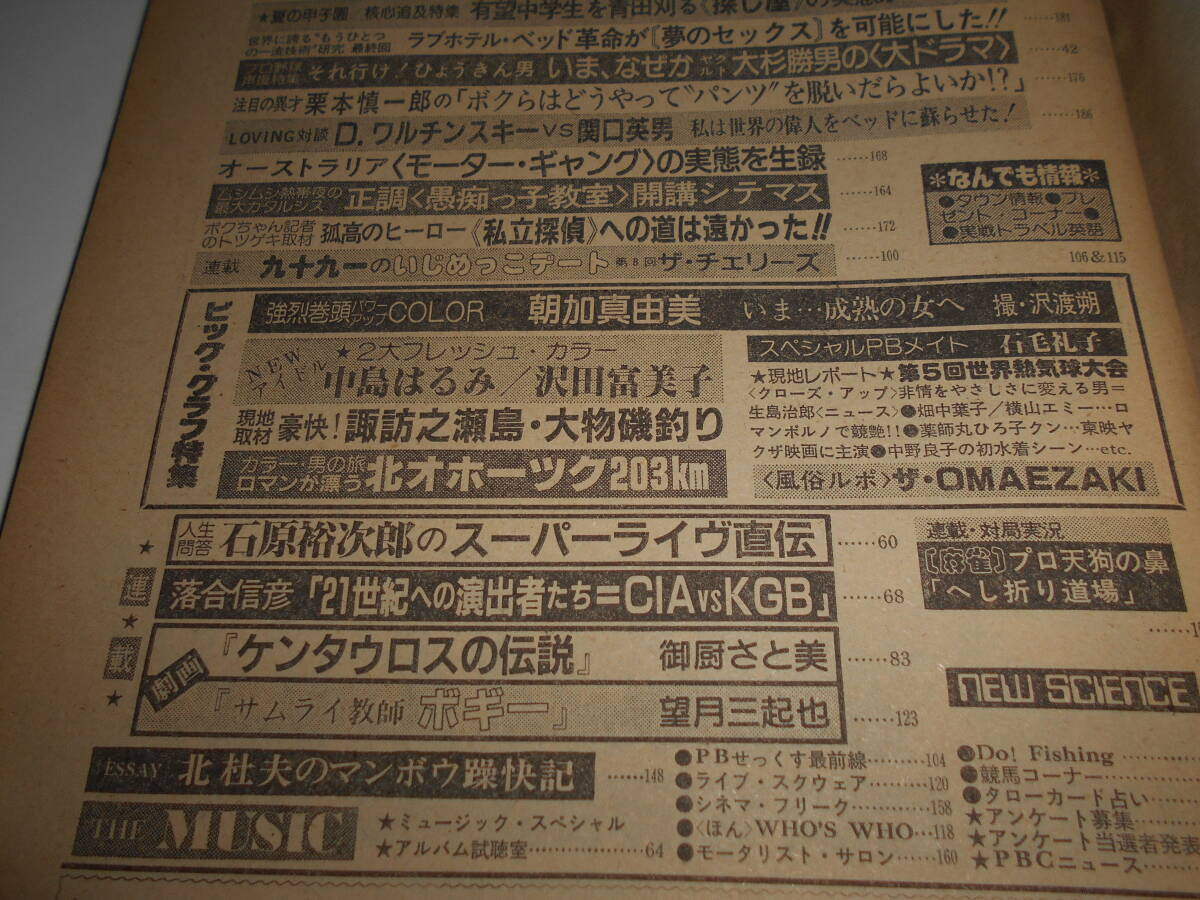 ★夏の甲子園 核心追及特集 有望中学生を青田刈る《探し屋》の実態
……181
世界に誇る"もうひとつ
の一流技術"研究 最終回
ラブホテル・ベッド革命が〔夢のセックス〕を可能にした!!
……42
プロ野球
声援特集
それ行け！ひょうきん男 いま、なぜかヤクルト大杉勝男の〈大ドラマ〉
……176
注目の異才 栗本慎一郎の「ボクらはどうやって"パンツ"を脱いだらよいか!?」
……186
LOVING対談 D.ワルチンスキーVS関口英男 私は世界の偉人をベッドに蘇らせた！
オーストラリア〈モーター・ギャング〉の実態を生録……168
ムシムシ熱帯夜の
最大カタルシス
正調〈愚痴っ子教室〉開講シテマス……164
ボクちゃん記者
のトツゲキ取材
孤高のヒーロー《私立探偵》への道は遠かった!!……172
連載 九十九一のいじめっこデート 第8回 ザ・チェリーズ……100
＊なんでも情報＊
●タウン情報●プレ
ゼント・コーナー●
●実戦トラベル英語
106&115
ビッグ・グラフ特集
強烈巻頭パワーアップCOLOR 朝加真由美 いま…成熟の女へ 撮・沢渡朔
NEW
アイドル
★2大フレッシュ・カラー
中島はるみ／沢田富美子
現地
取材
豪快！諏訪之瀬島・大物磯釣り
カラー・男の旅
ロマンが漂う
北オホーツク203km
スペシャルPBメイト 石毛礼子
★現地レポート★第5回世界熱気球大会
〈クローズ・アップ〉非情をやさしさに変える男＝
生島治郎〈ニュース〉●畑中葉子／横山エミー…ロ
マンポルノで競艶!!●薬師丸ひろ子クン…東映ヤ
クザ映画に主演●中野良子の初水着シーン…etc.
〈風俗ルポ〉ザ・OMAEZAKI
★連★載★
人生
問答
石原裕次郎のスーパーライヴ直伝……60
落合信彦「21世紀への演出者たち＝CIAvsKGB」……68
劇画
『ケンタウロスの伝説』 御厨さと美……83
『サムライ教師 ボギー』 望月三起也……123
連載・対局実況
〔麻雀〕プロ天狗の鼻
「へし折り道場」
NEW SCIENCE
ESSAY 北杜夫のマンボウ躁快記……148
THE MUSIC
★ミュージック・スペシャル
★アルバム試聴室……64
●PBせっくす最前線……104
●ライブ・スクウェア……120
●シネマ・フリーク……158
●〈ほん〉WHO'S WHO…118
●モータリスト・サロン……160
●Do! Fishing……
●競馬コーナー……
●タローカード占い……
★アンケート募集……
★アンケート当選者発表
★PBCニュース……